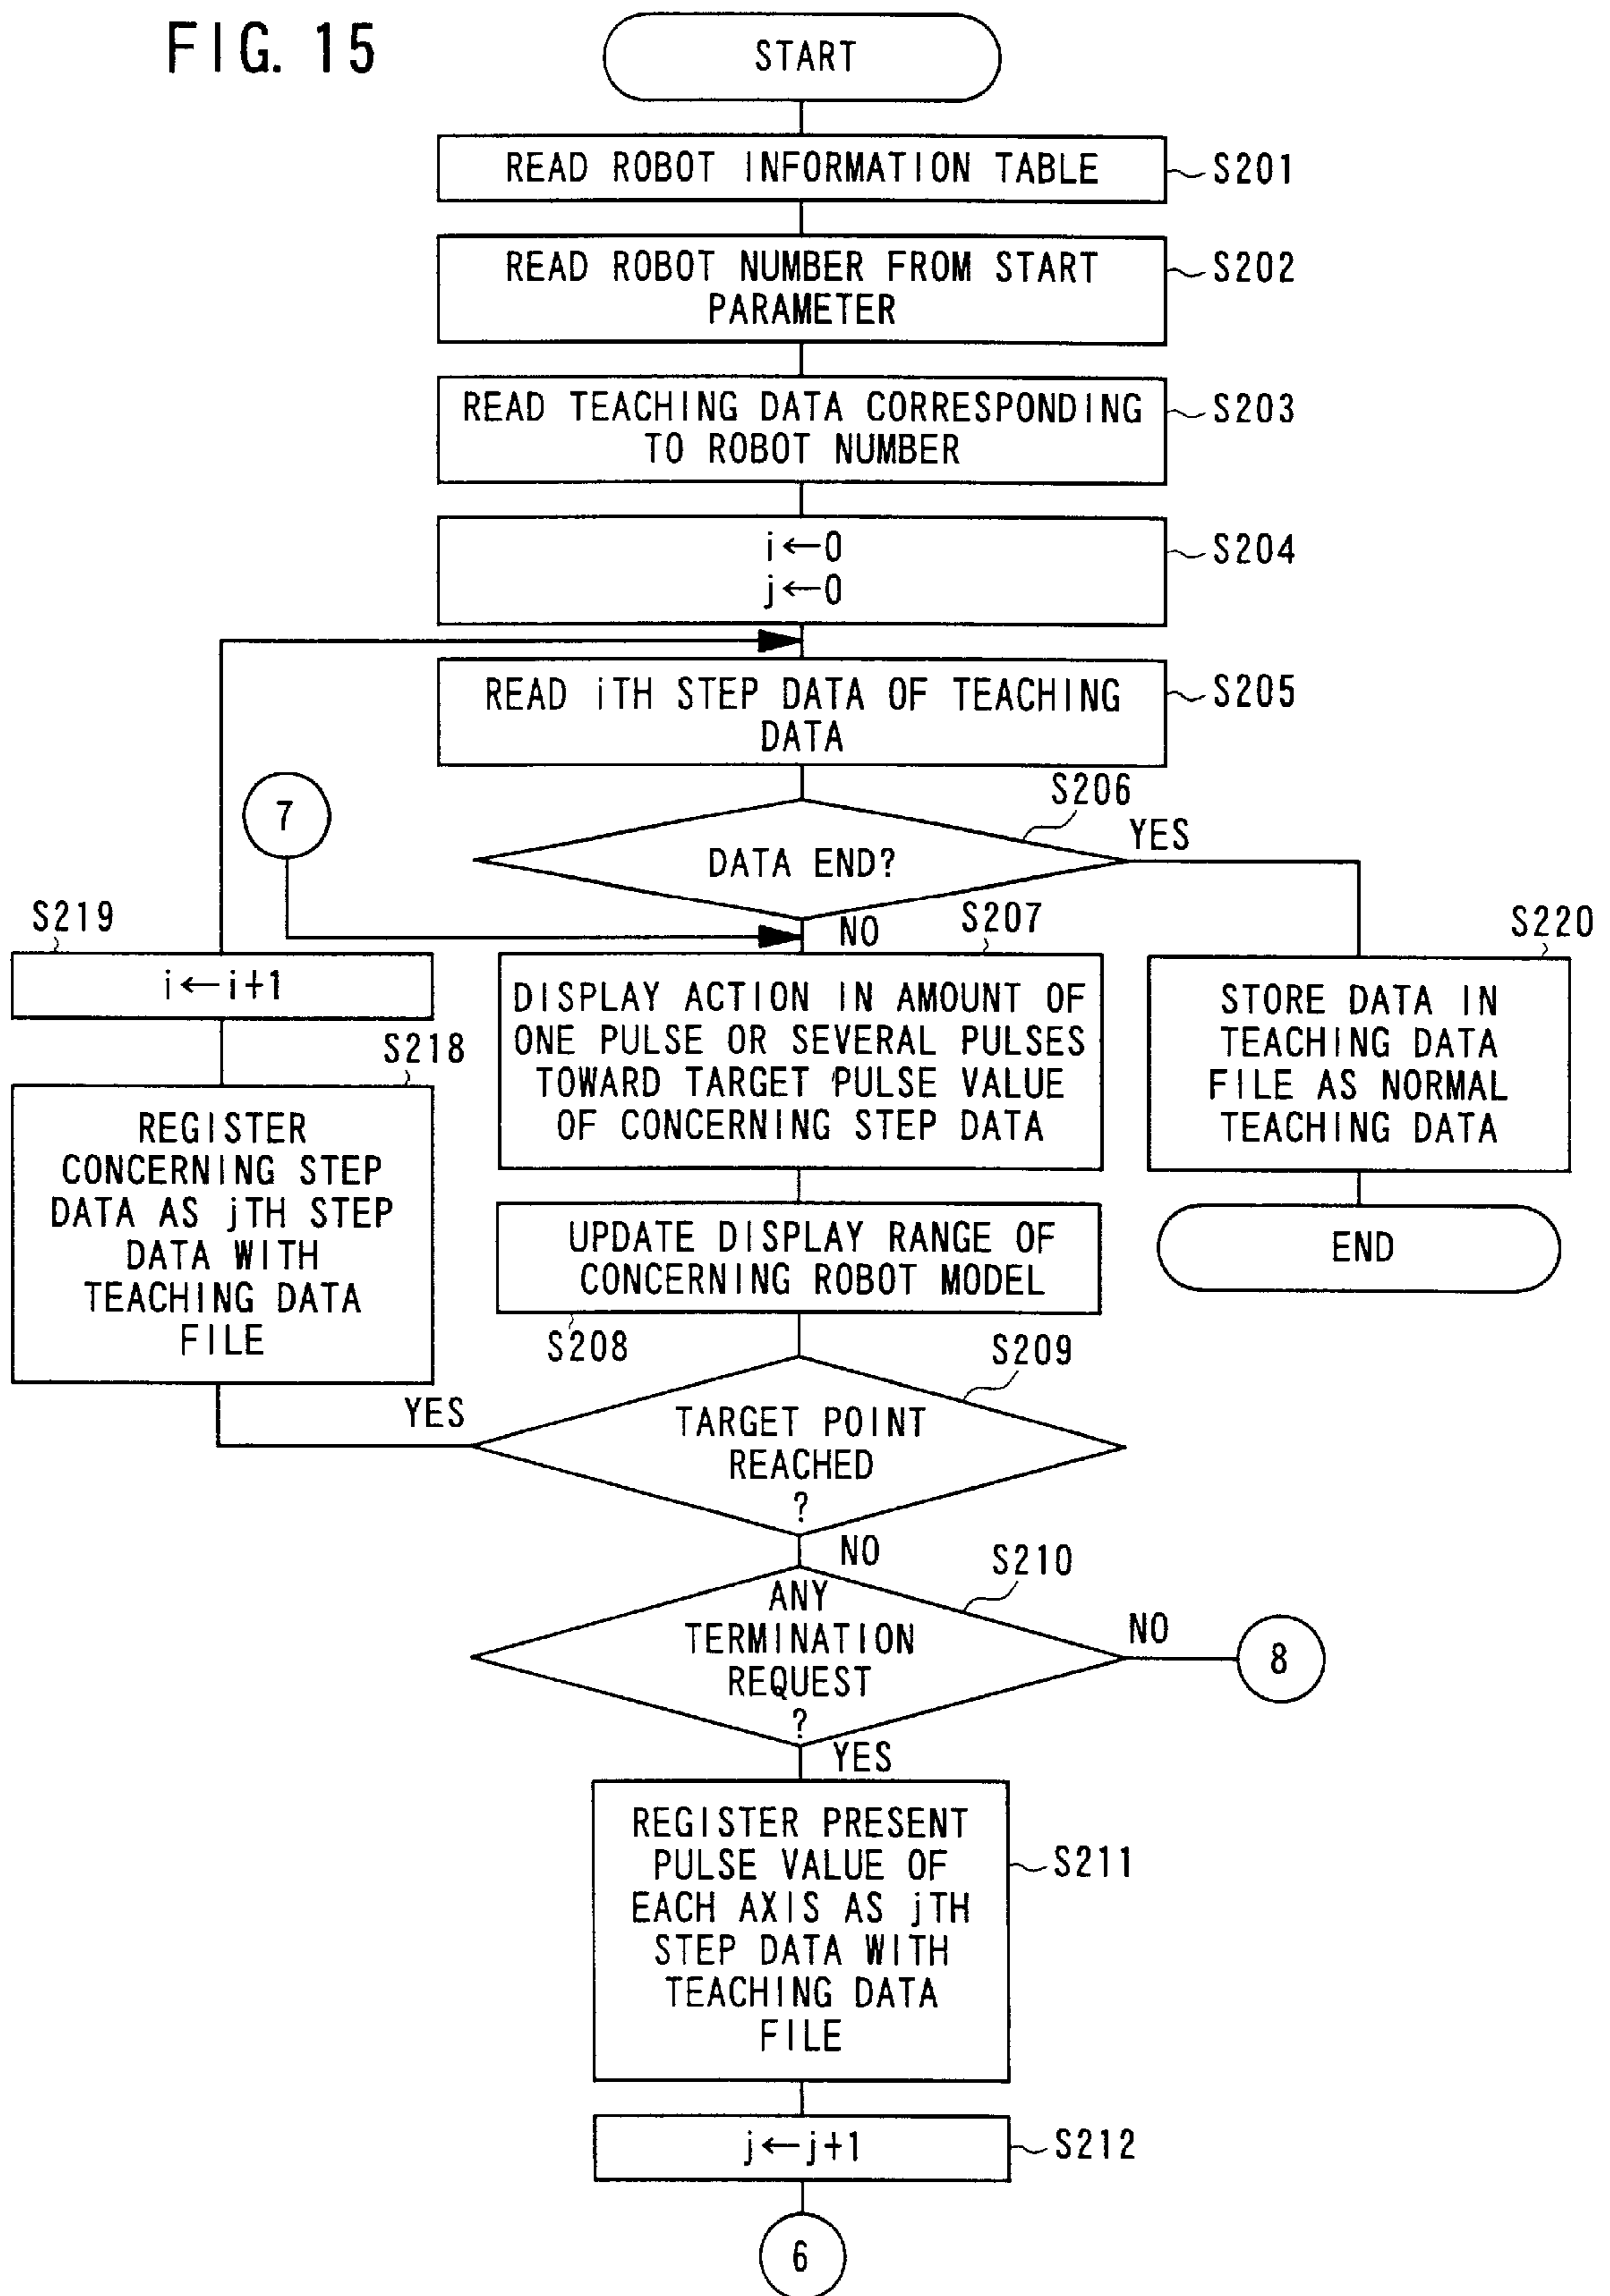 FIG. 15
START
READ ROBOT INFORMATION TABLE
S201
READ ROBOT NUMBER FROM START
PARAMETER
S202
READ TEACHING DATA CORRESPONDING
TO ROBOT NUMBER
S203
i←0
j←0
S204
READ iTH STEP DATA OF TEACHING
DATA
S205
7
S206
DATA END?
YES
NO
S219
i←i+1
S207
DISPLAY ACTION IN AMOUNT OF
ONE PULSE OR SEVERAL PULSES
TOWARD TARGET PULSE VALUE
OF CONCERNING STEP DATA
S220
STORE DATA IN
TEACHING DATA
FILE AS NORMAL
TEACHING DATA
S218
REGISTER
CONCERNING STEP
DATA AS jTH STEP
DATA WITH
TEACHING DATA
FILE
UPDATE DISPLAY RANGE OF
CONCERNING ROBOT MODEL
S208
END
S209
TARGET POINT
REACHED
?
YES
NO
S210
ANY
TERMINATION
REQUEST
?
NO
8
YES
REGISTER PRESENT
PULSE VALUE OF
EACH AXIS AS jTH
STEP DATA WITH
TEACHING DATA
FILE
S211
j←j+1
S212
6